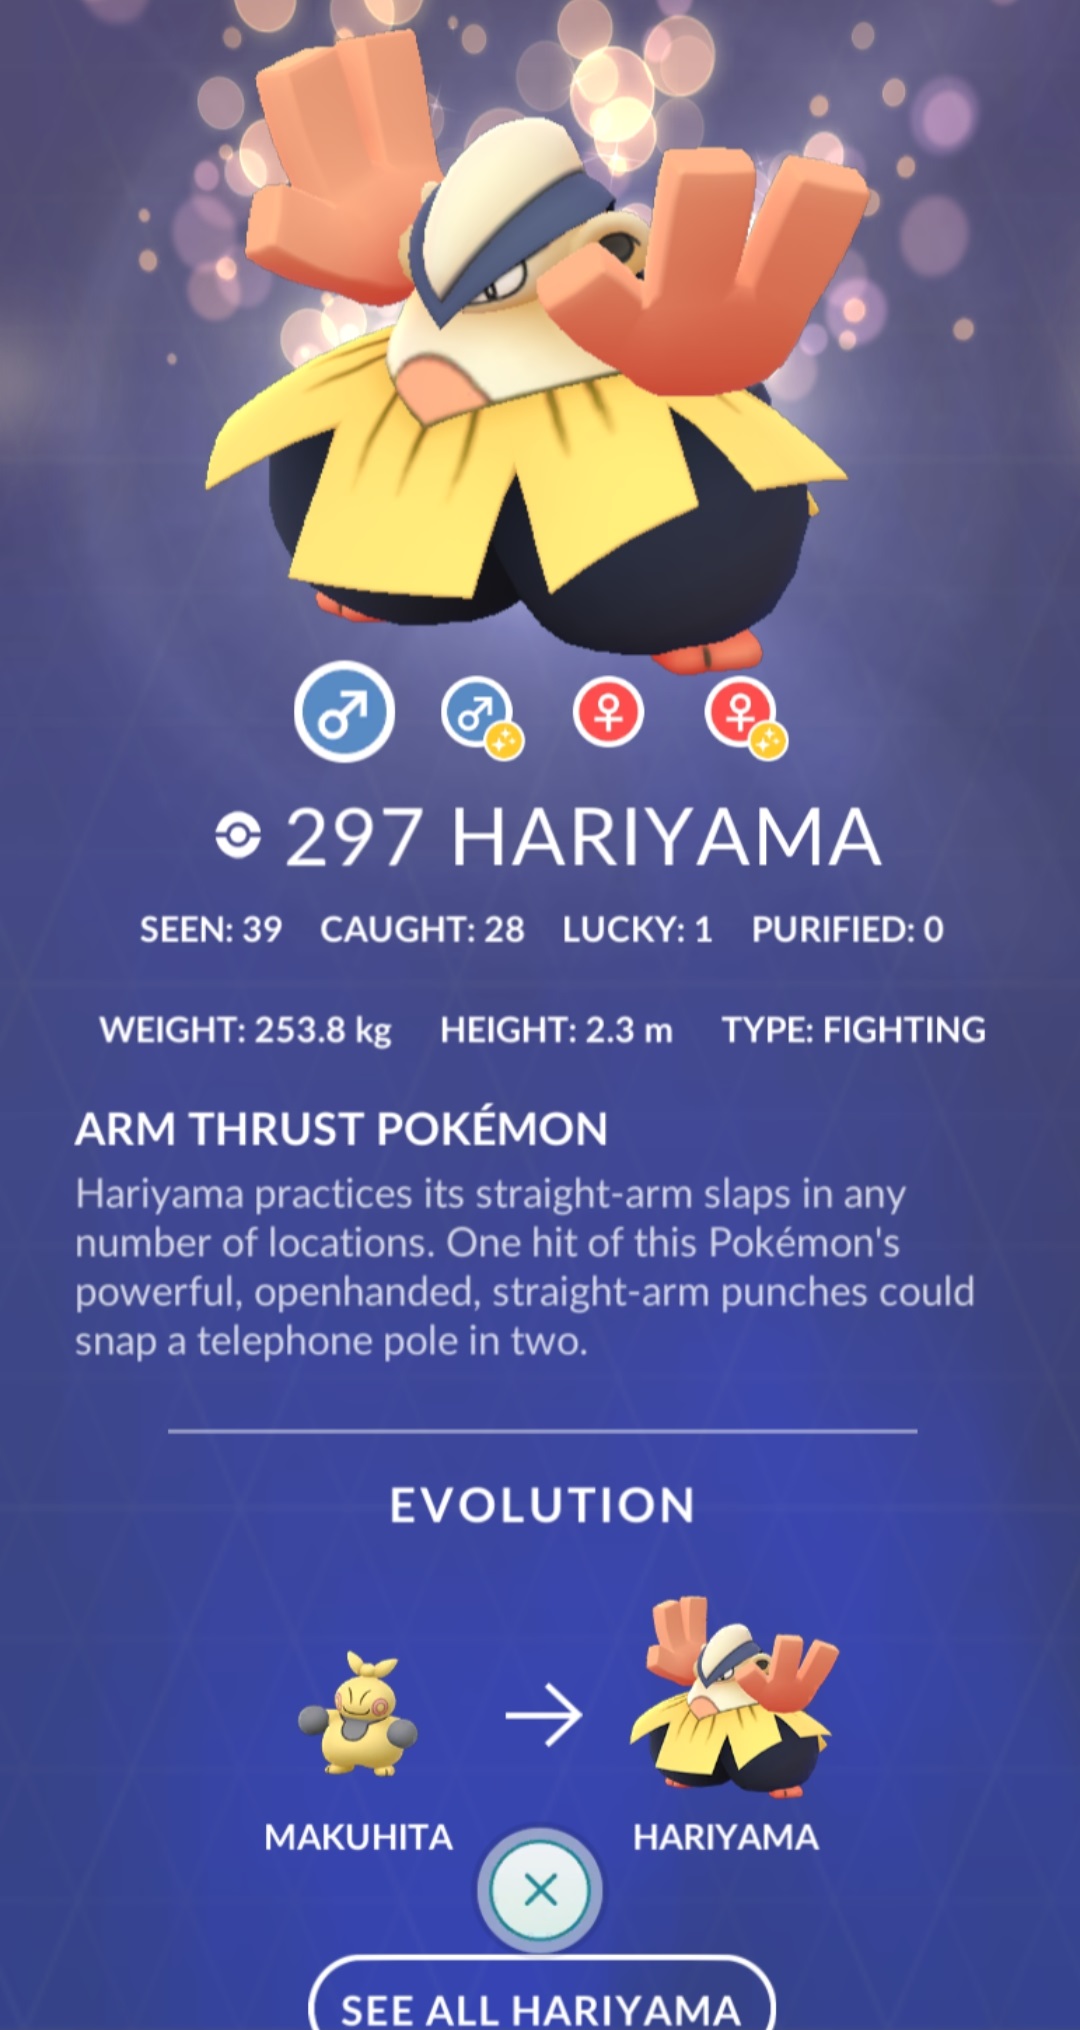 297 HARIYAMA
SEEN: 39 CAUGHT: 28 LUCKY: 1 PURIFIED: 0
WEIGHT: 253.8 kg HEIGHT: 2.3 m TYPE: FIGHTING
ARM THRUST POKÉMON
Hariyama practices its straight-arm slaps in any
number of locations. One hit of this Pokémon's
powerful, openhanded, straight-arm punches could
snap a telephone pole in two.
EVOLUTION
MAKUHITA HARIYAMA
SEE ALL HARIYAMA